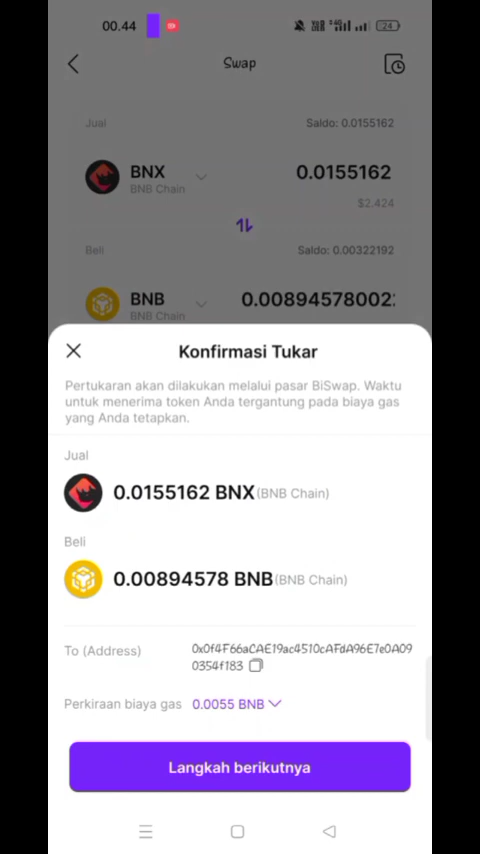 00.44
24
Swap
Jual
Saldo: 0.0155162
BNX
0.0155162
BNB Chain
$2.424
Beli
Saldo: 0.00322192
BNB
0.00894578002
BNB Chain
Konfirmasi Tukar
Pertukaran akan dilakukan melalui pasar BiSwap. Waktu
untuk menerima token Anda tergantung pada biaya gas
yang Anda tetapkan.
Jual
0.0155162 BNX(BNB Chain)
Beli
0.00894578 BNB(BNB Chain)
To (Address)
0x0f4F66aCAE19ac4510cAFdA96E7e0A09
0354f183
Perkiraan biaya gas 0.0055 BNB
Langkah berikutnya